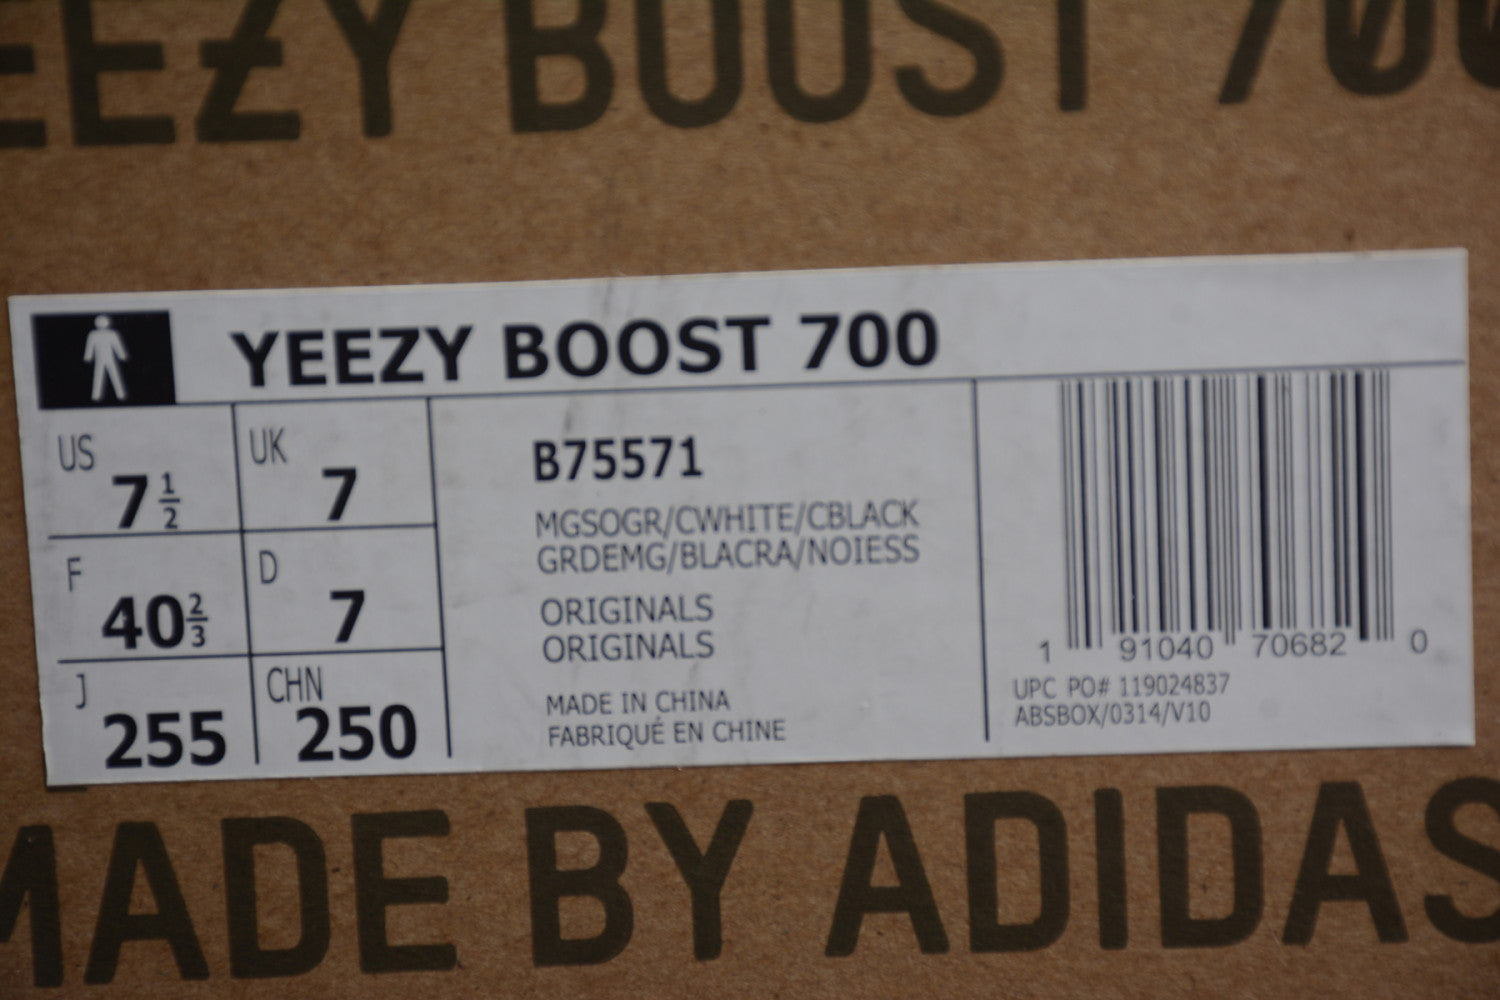 EEZY BOOST 700
YEEZY BOOST 700
US 7 1/2 UK 7
F 40 2/3 D 7
J 255 CHN 250
B75571
MGSOGR/CWHITE/CBLACK
GRDEMG/BLACRA/NOIESS
ORIGINALS
ORIGINALS
MADE IN CHINA
FABRIQUÉ EN CHINE
1 91040 70682 0
UPC PO# 119024837
ABSBOX/0314/V10
MADE BY ADIDAS